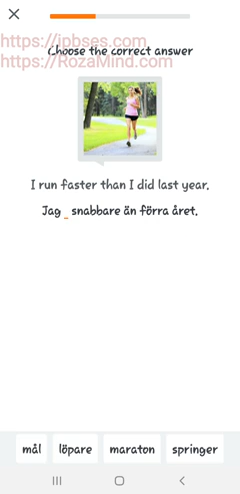 https://ipbses.com
https://RozaMind.com
Choose the correct answer
I run faster than I did last year.
Jag _ snabbare än förra året.
mål löpare maraton springer